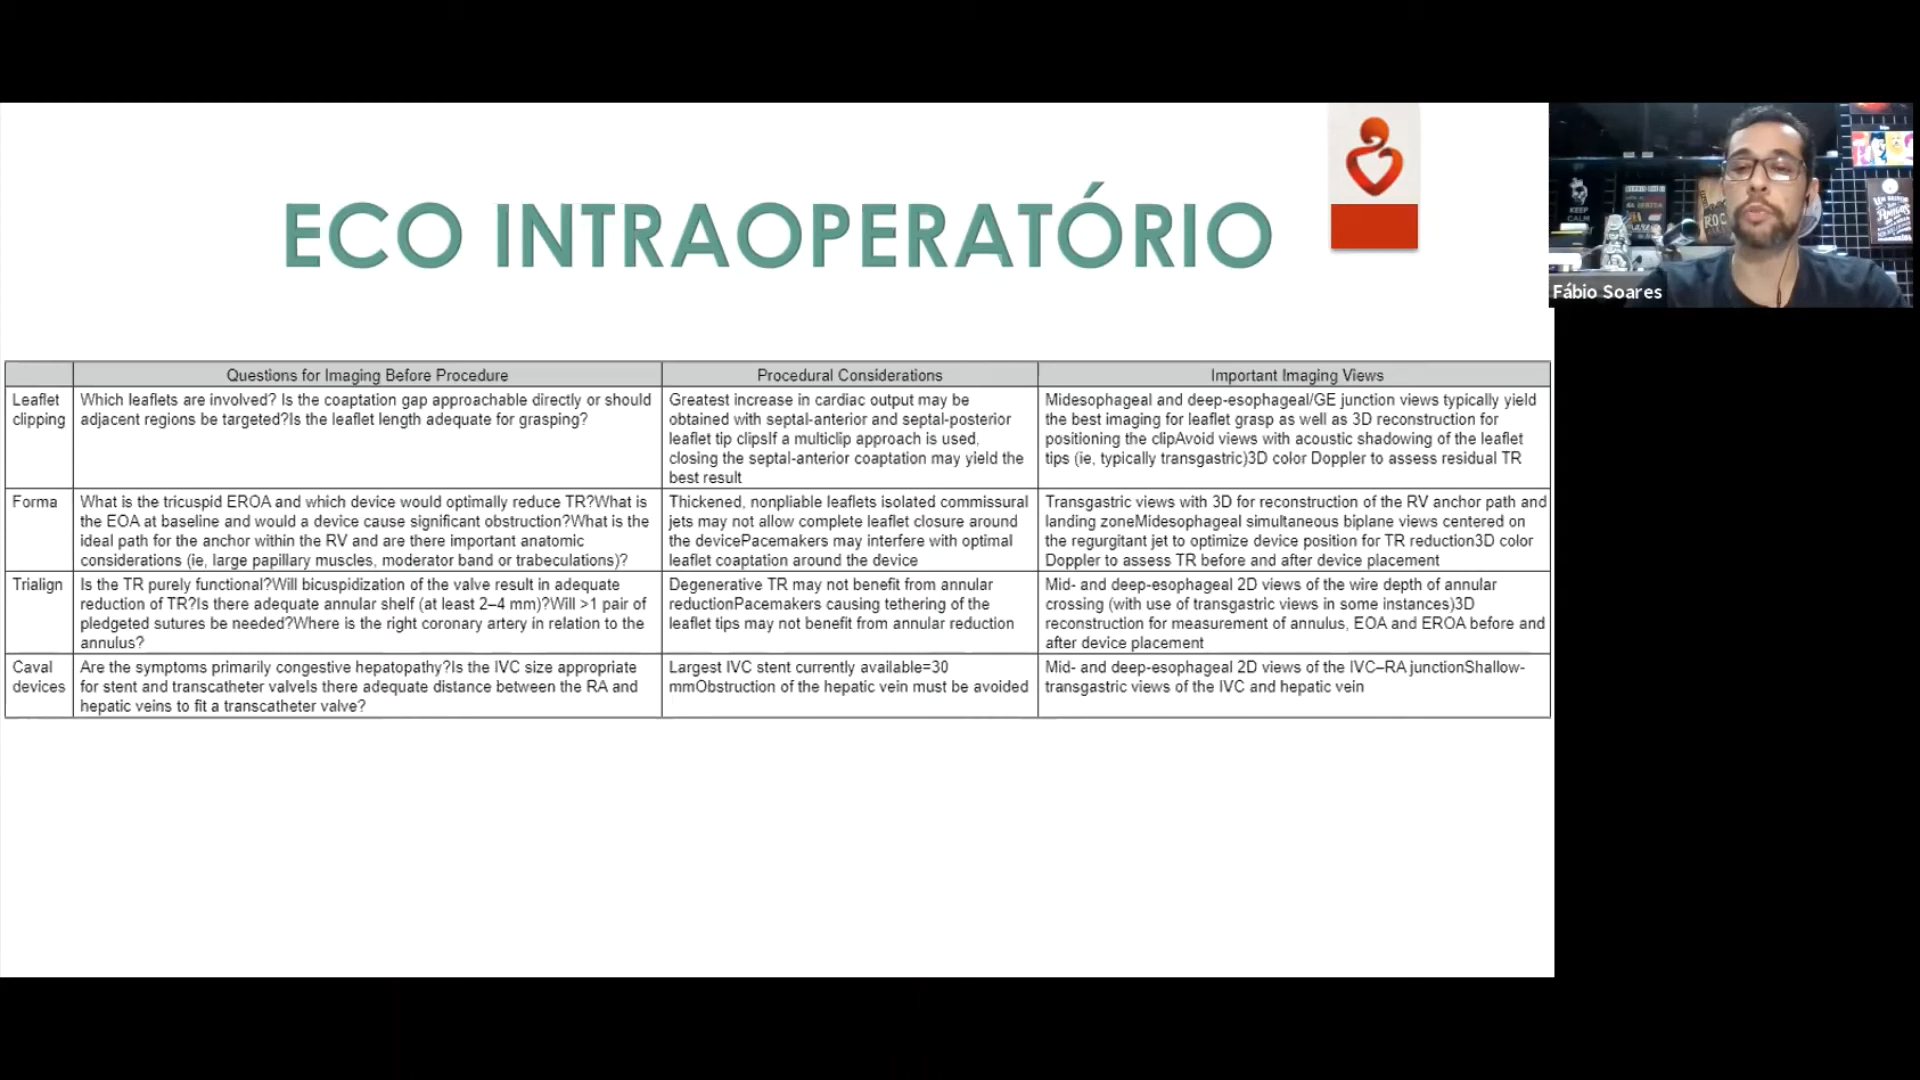 ECO INTRAOPERATÓRIO
Fábio Soares
KEEP
CALM
Questions for Imaging Before Procedure
Procedural Considerations
Important Imaging Views
Leaflet
clipping
Which leaflets are involved? Is the coaptation gap approachable directly or should
adjacent regions be targeted?Is the leaflet length adequate for grasping?
Greatest increase in cardiac output may be
obtained with septal-anterior and septal-posterior
leaflet tip clipsIf a multiclip approach is used,
closing the septal-anterior coaptation may yield the
best result
Midesophageal and deep-esophageal/GE junction views typically yield
the best imaging for leaflet grasp as well as 3D reconstruction for
positioning the clipAvoid views with acoustic shadowing of the leaflet
tips (ie, typically transgastric)3D color Doppler to assess residual TR
Forma
What is the tricuspid EROA and which device would optimally reduce TR?What is
the EOA at baseline and would a device cause significant obstruction?What is the
ideal path for the anchor within the RV and are there important anatomic
considerations (ie, large papillary muscles, moderator band or trabeculations)?
Thickened, nonpliable leaflets isolated commissural
jets may not allow complete leaflet closure around
the devicePacemakers may interfere with optimal
leaflet coaptation around the device
Transgastric views with 3D for reconstruction of the RV anchor path and
landing zoneMidesophageal simultaneous biplane views centered on
the regurgitant jet to optimize device position for TR reduction3D color
Doppler to assess TR before and after device placement
Trialign
Is the TR purely functional?Will bicuspidization of the valve result in adequate
reduction of TR?Is there adequate annular shelf (at least 2–4 mm)?Will >1 pair of
pledgeted sutures be needed?Where is the right coronary artery in relation to the
annulus?
Degenerative TR may not benefit from annular
reductionPacemakers causing tethering of the
leaflet tips may not benefit from annular reduction
Mid- and deep-esophageal 2D views of the wire depth of annular
crossing (with use of transgastric views in some instances)3D
reconstruction for measurement of annulus, EOA and EROA before and
after device placement
Caval
devices
Are the symptoms primarily congestive hepatopathy?Is the IVC size appropriate
for stent and transcatheter valveIs there adequate distance between the RA and
hepatic veins to fit a transcatheter valve?
Largest IVC stent currently available=30
mmObstruction of the hepatic vein must be avoided
Mid- and deep-esophageal 2D views of the IVC–RA junctionShallow-
transgastric views of the IVC and hepatic vein